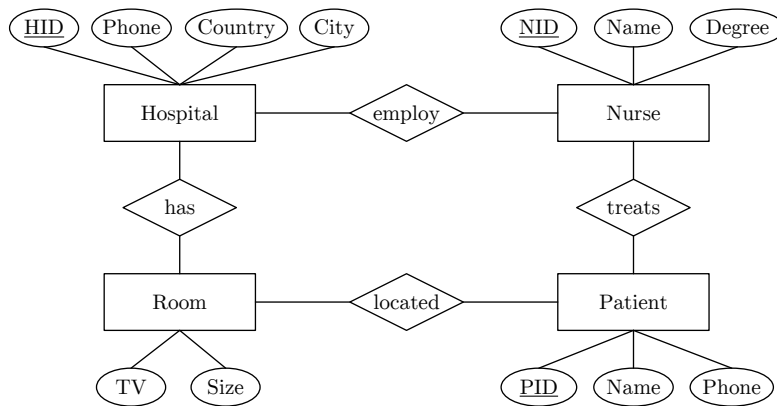 HID Phone Country City NID Name Degree
Hospital employ Nurse
has treats
Room located Patient
TV Size PID Name Phone